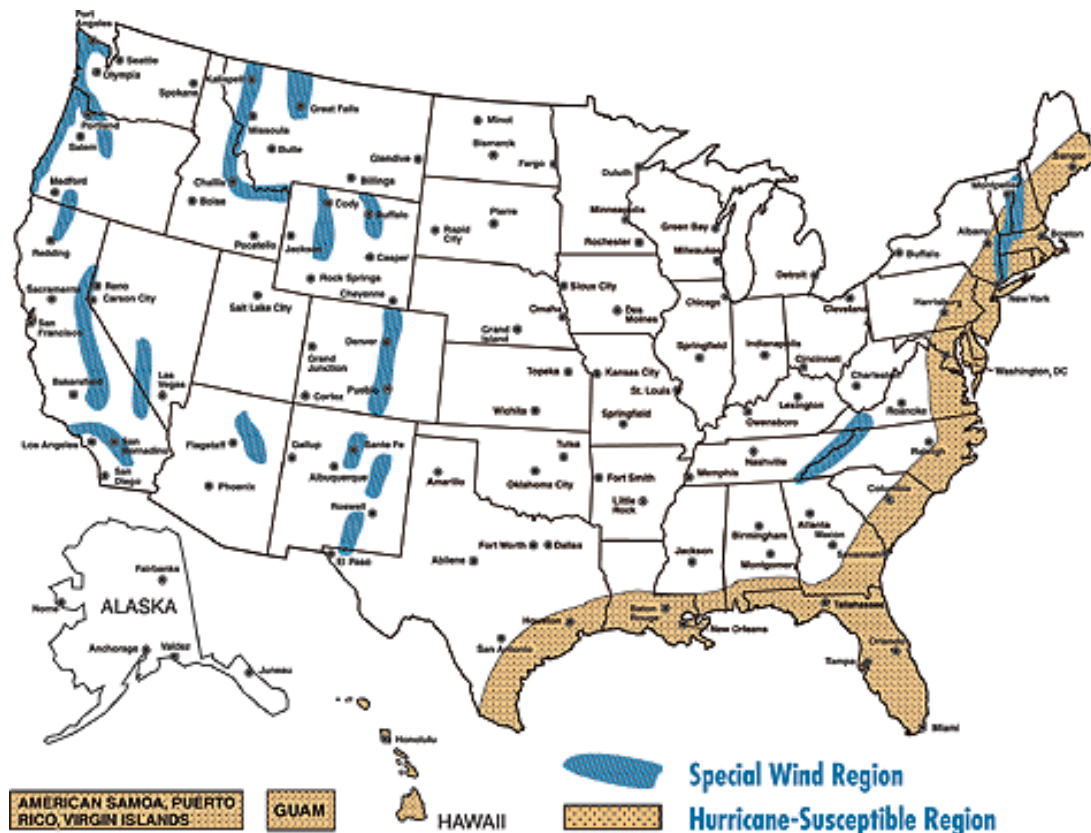 Port
Angeles
Seattle
Olympia
Spokane
Kalispell
Great Falls
Portland
Salem
Missoula
Butte
Glendive
Billings
Minot
Bismarck
Fargo
Duluth
Medford
Challis
Boise
Pocatello
Cody
Buffalo
Jackson
Casper
Rock Springs
Cheyenne
Rapid
City
Pierre
Minneapolis
Rochester
Green Bay
Milwaukee
Detroit
Buffalo
Albany
Montpelier
Bangor
Boston
New York
Redding
Sacramento
San
Francisco
Reno
Carson City
Salt Lake City
Sioux City
Omaha
Des
Moines
Grand
Island
Chicago
Cleveland
Washington, DC
Denver
Grand
Junction
Pueblo
Bakersfield
Las
Vegas
Topeka
Kansas City
St. Louis
Springfield
Indianapolis
Cincinnati
Charleston
Lexington
Owensboro
Roanoke
Wichita
Springfield
Los Angeles
San
San
Diego
Flagstaff
Phoenix
Gallup
Santa Fe
Albuquerque
Roswell
El Paso
Amarillo
Oklahoma City
Fort Smith
Little
Rock
Memphis
Nashville
Raleigh
Columbia
Atlanta
Macon
Savannah
Birmingham
Montgomery
Jackson
Abilene
Fort Worth
Dallas
San Antonio
Houston
Baton
Rouge
New Orleans
Tallahassee
Orlando
Tampa
Miami
Fairbanks
Nome
ALASKA
Anchorage
Valdez
Juneau
Honolulu
HAWAII
AMERICAN SAMOA, PUERTO
RICO, VIRGIN ISLANDS
GUAM
Special Wind Region
Hurricane-Susceptible Region